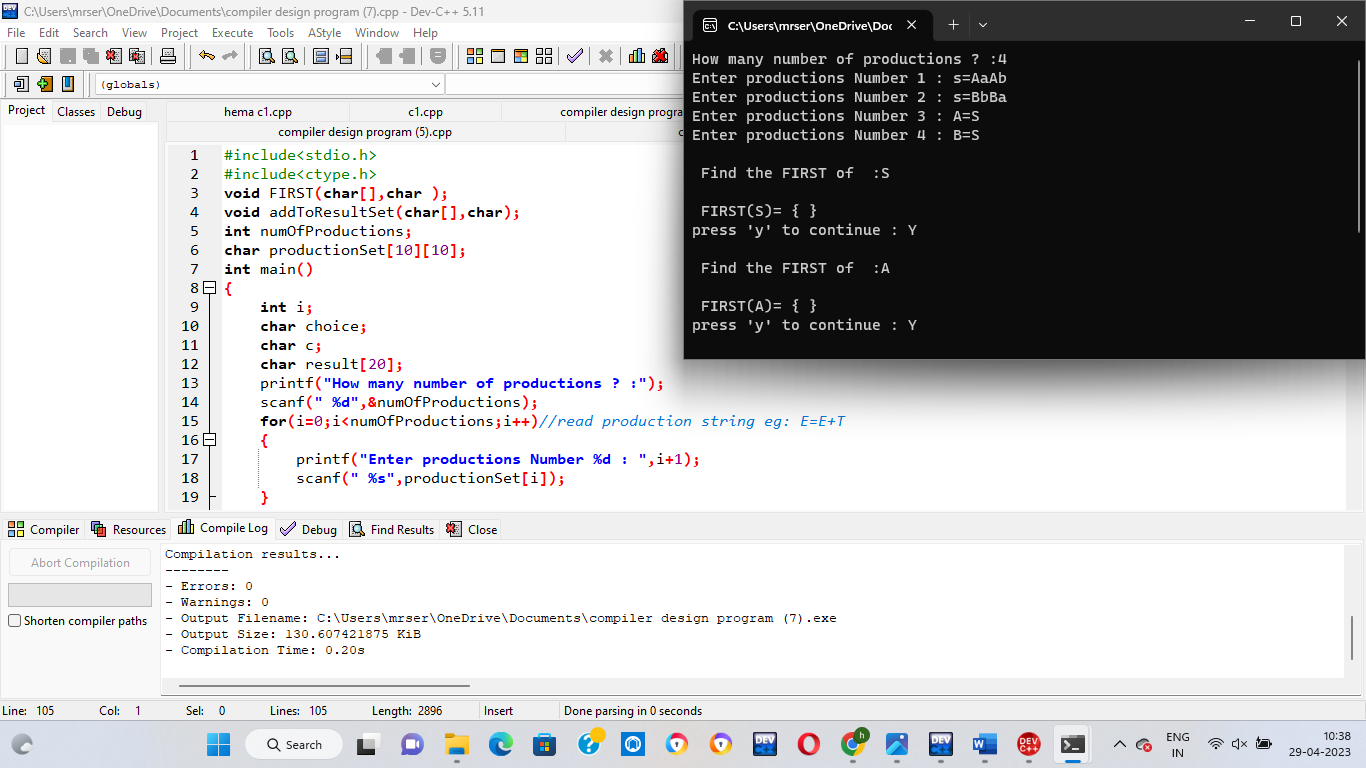 C:\Users\mrser\OneDrive\Documents\compiler design program (7).cpp - Dev-C++ 5.11
File Edit Search View Project Execute Tools AStyle Window Help
(globals)
Project Classes Debug
hema c1.cpp c1.cpp compiler design progra
compiler design program (5).cpp c
1 #include<stdio.h>
2 #include<ctype.h>
3 void FIRST(char[],char );
4 void addToResultSet(char[],char);
5 int numOfProductions;
6 char productionSet[10][10];
7 int main()
8 {
9 int i;
10 char choice;
11 char c;
12 char result[20];
13 printf("How many number of productions ? :");
14 scanf(" %d",&numOfProductions);
15 for(i=0;i<numOfProductions;i++)//read production string eg: E=E+T
16 {
17 printf("Enter productions Number %d : ",i+1);
18 scanf(" %s",productionSet[i]);
19 }
C:\Users\mrser\OneDrive\Doc
How many number of productions ? :4
Enter productions Number 1 : s=AaAb
Enter productions Number 2 : s=BbBa
Enter productions Number 3 : A=S
Enter productions Number 4 : B=S
Find the FIRST of :S
FIRST(S)= { }
press 'y' to continue : Y
Find the FIRST of :A
FIRST(A)= { }
press 'y' to continue : Y
Compiler Resources Compile Log Debug Find Results Close
Abort Compilation
Shorten compiler paths
Compilation results...
--------
- Errors: 0
- Warnings: 0
- Output Filename: C:\Users\mrser\OneDrive\Documents\compiler design program (7).exe
- Output Size: 130.607421875 KiB
- Compilation Time: 0.20s
Line: 105 Col: 1 Sel: 0 Lines: 105 Length: 2896 Insert Done parsing in 0 seconds
Search
DEV C++
h
DEV C++
W
DEV C++
ENG
IN
10:38
29-04-2023